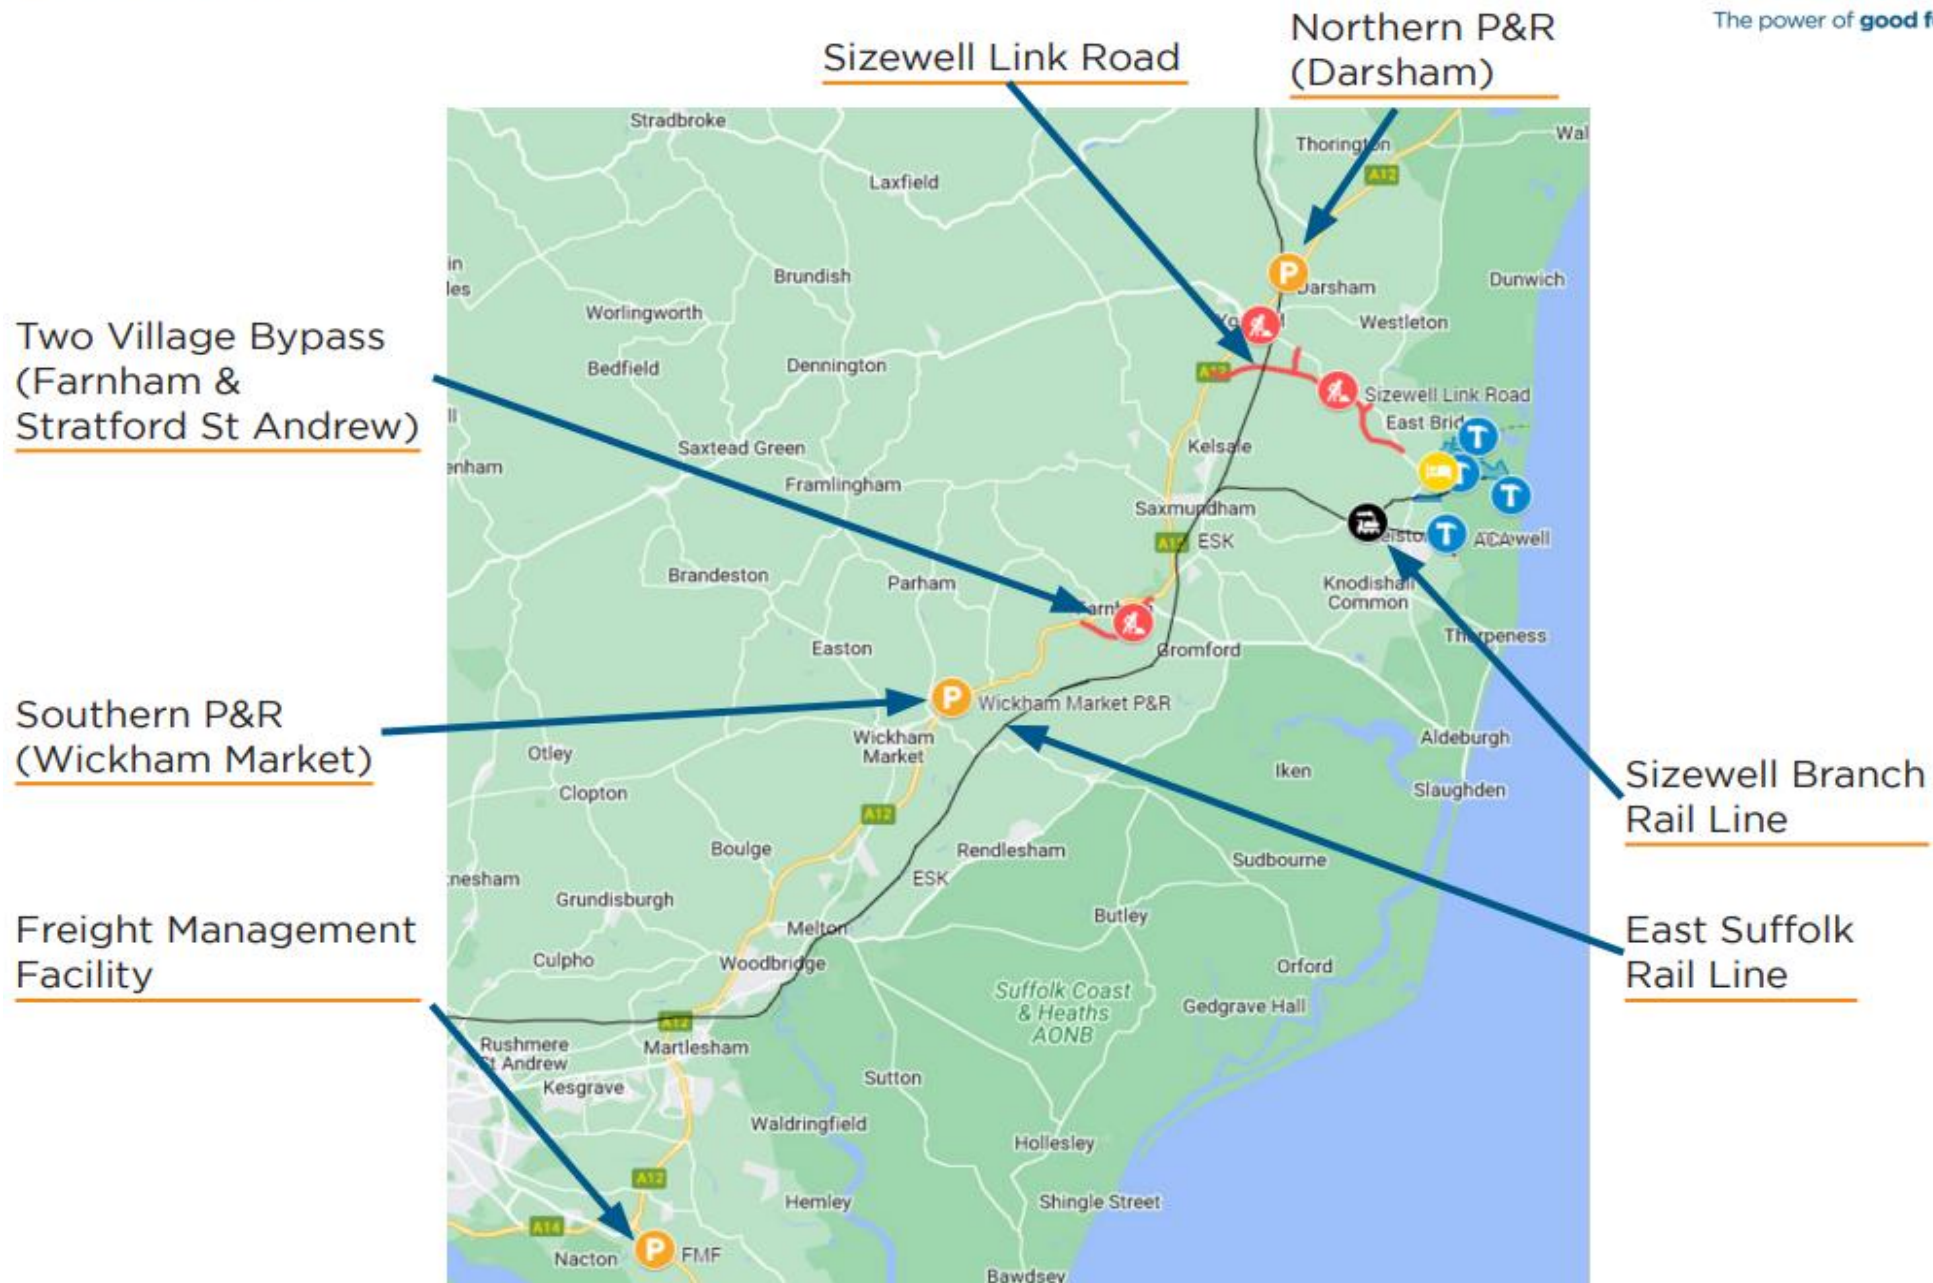 The power of good
Northern P&R
(Darsham)
Sizewell Link Road
Stradbroke
Thorington
Laxfield
A12
Brundish
Darsham
Dunwich
Worlingworth
Westleton
Two Village Bypass
(Farnham &
Stratford St Andrew)
Bedfield
Dennington
Sizewell Link Road
East Brid
Saxtead Green
Kelsale
enham
Framlingham
Saxmundham
ESK
Brandeston
Parham
Knodishall
Common
Thorpeness
Easton
Gromford
Southern P&R
(Wickham Market)
P
Wickham Market P&R
Wickham
Market
Otley
Aldeburgh
Clopton
Iken
Slaughden
Sizewell Branch
Rail Line
A12
Boulge
Rendlesham
Sudbourne
ESK
Grundisburgh
Butley
Freight Management
Facility
Melton
Culpho
Woodbridge
Orford
East Suffolk
Rail Line
Suffolk Coast
& Heaths
AONB
Gedgrave Hall
A12
Rushmere
St Andrew
Martlesham
Kesgrave
Sutton
Waldringfield
Hollesley
A12
Hemley
Shingle Street
A14
Nacton
P
FMF
Bawdsey